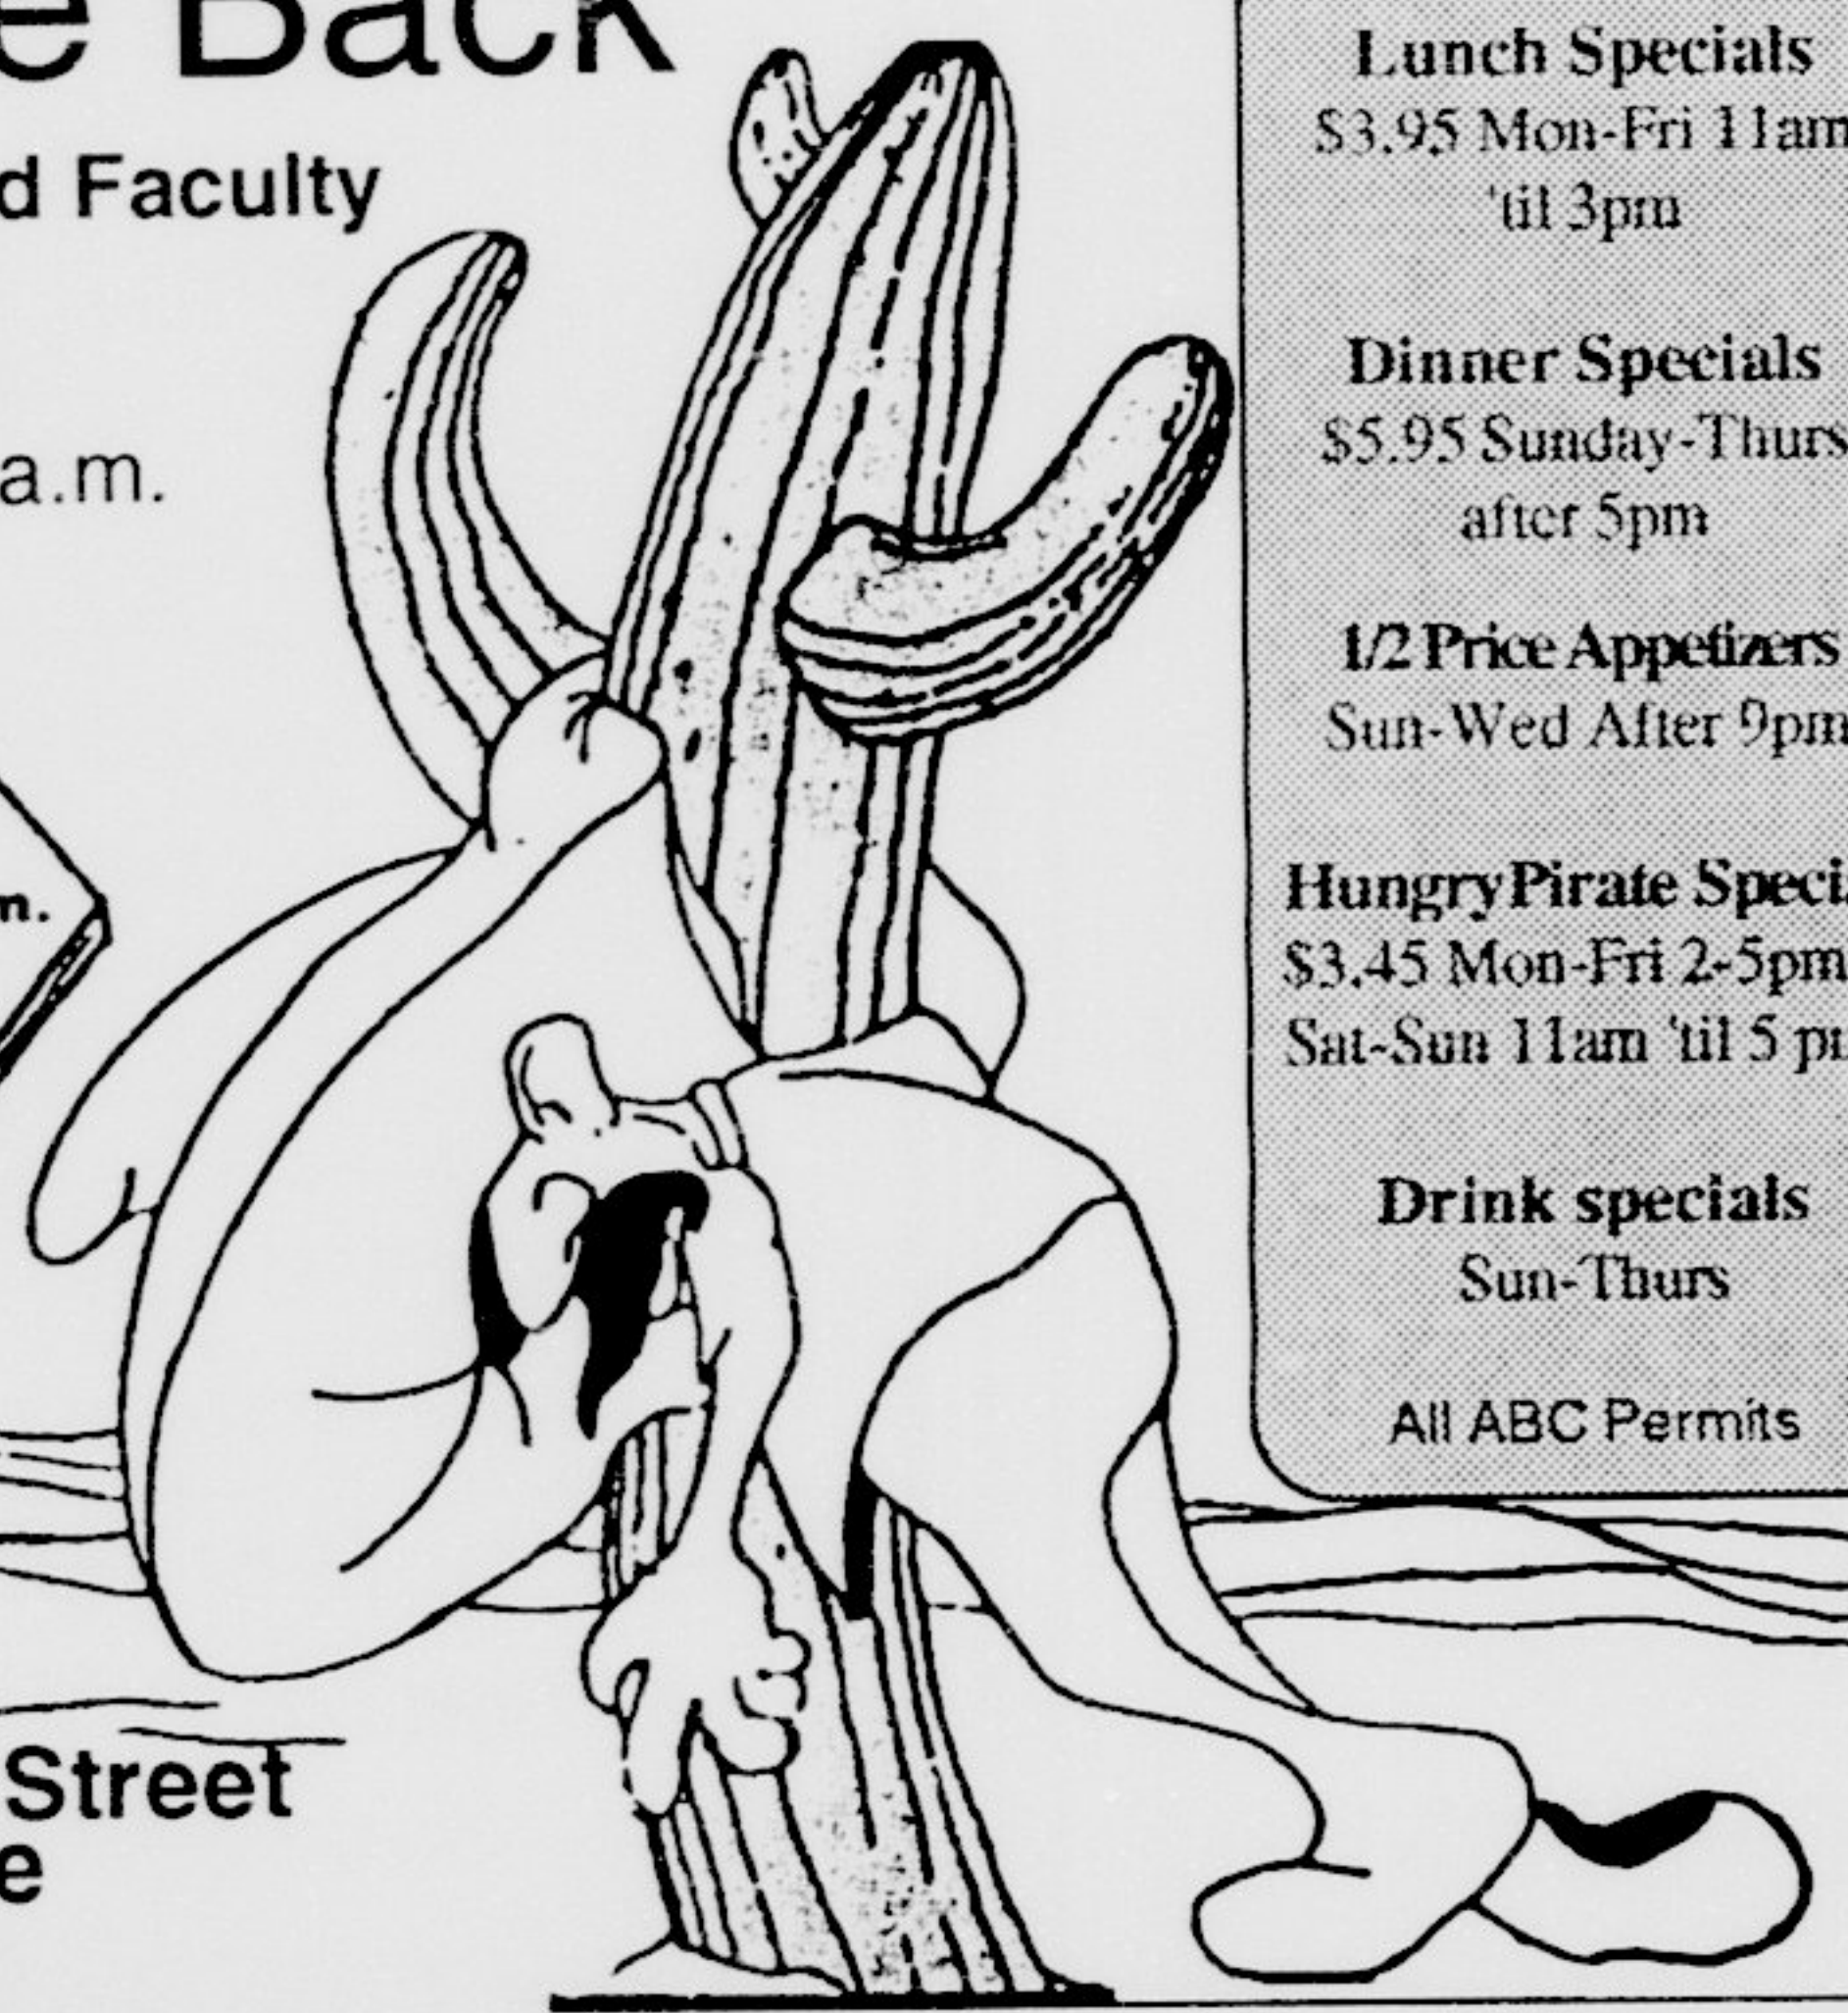 Back
Faculty
a.m.
Street
Lunch Specials
$3.95 Mon-Fri 11am
'til 3pm
Dinner Specials
$5.95 Sunday-Thurs
after 5pm
1/2 Price Appetizers
Sun-Wed After 9pm
Hungry Pirate Speci
$3.45 Mon-Fri 2-5pm
Sat-Sun 11am 'til 5
Drink specials
Sun-Thurs
All ABC Permits